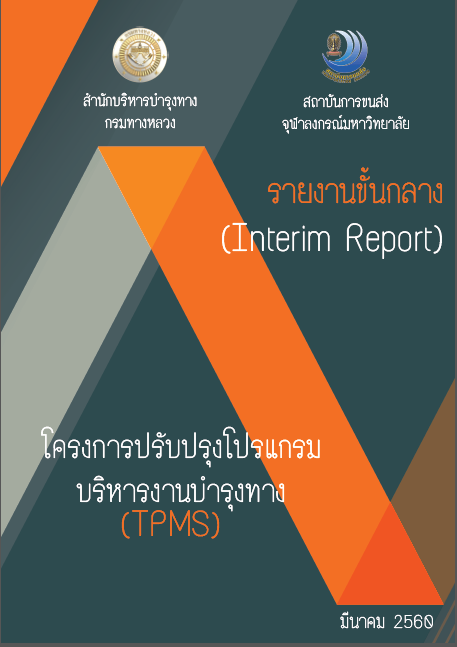 สำนักบริหารบำรุงทาง
กรมทางหลวง
สถาบันการขนส่ง
จุฬาลงกรณ์มหาวิทยาลัย
รายงานขั้นกลาง
(Interim Report)
โครงการปรับปรุงโปรแกรม
บริหารงานบำรุงทาง
(TPMS)
มีนาคม 2560